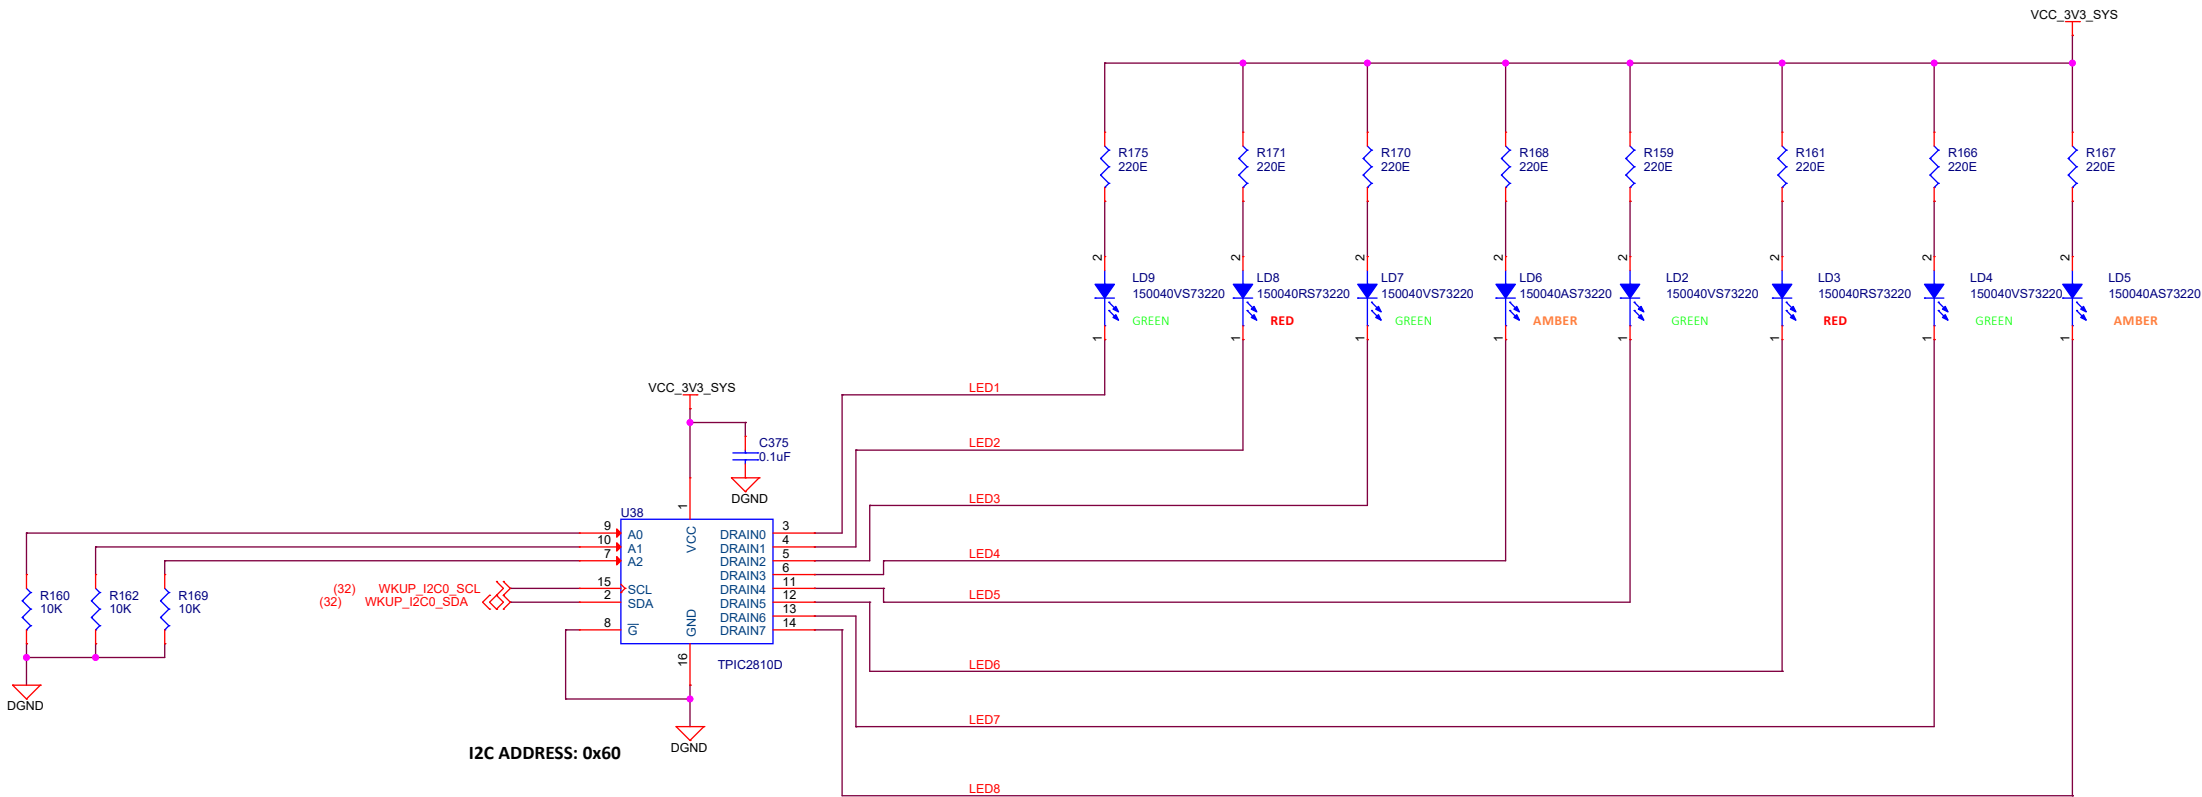 VCC_3V3_SYS
R175
220E
R171
220E
R170
220E
R168
220E
R159
220E
R161
220E
R166
220E
R167
220E
2
2
2
2
2
2
2
2
LD9
150040VS73220
GREEN
LD8
150040RS73220
RED
LD7
150040VS73220
GREEN
LD6
150040AS73220
AMBER
LD2
150040VS73220
GREEN
LD3
150040RS73220
RED
LD4
150040VS73220
GREEN
LD5
150040AS73220
AMBER
1
1
1
1
1
1
1
1
VCC_3V3_SYS
LED1
C375
0.1uF
DGND
LED2
LED3
LED4
LED5
LED6
LED7
LED8
U38
1
VCC
9 A0
10 A1
7 A2
15 SCL
2 SDA
8 G
DRAIN0 3
DRAIN1 4
DRAIN2 5
DRAIN3 6
DRAIN4 11
DRAIN5 12
DRAIN6 13
DRAIN7 14
GND
16
TPIC2810D
(32) WKUP_I2C0_SCL
(32) WKUP_I2C0_SDA
R160
10K
R162
10K
R169
10K
DGND
DGND
I2C ADDRESS: 0x60